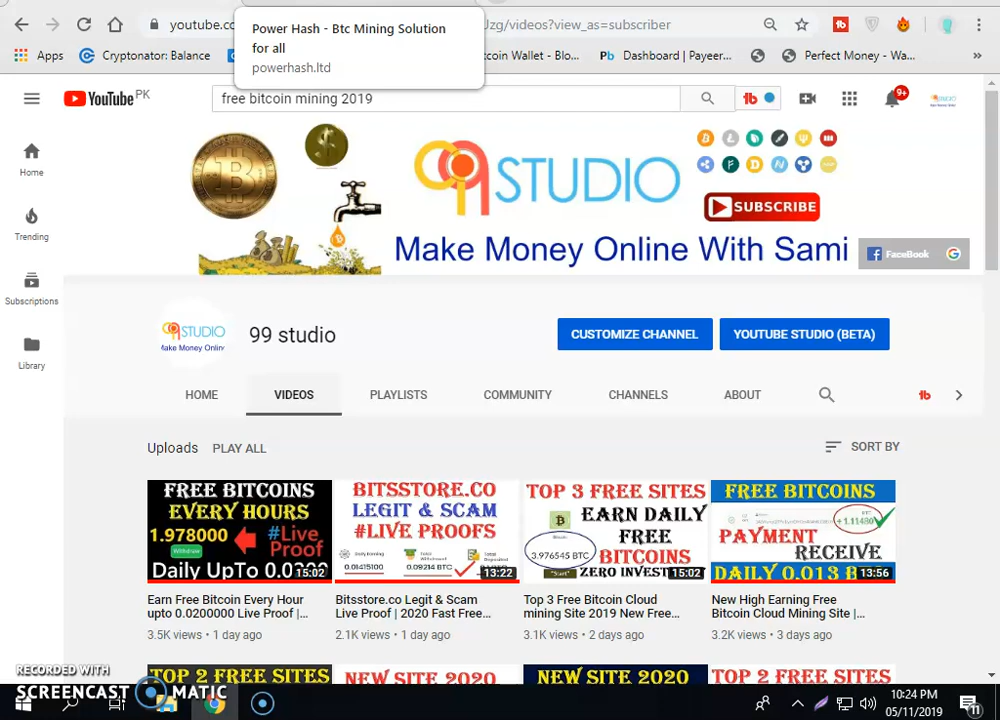 youtube.co
Power Hash - Btc Mining Solution
for all
powerhash.ltd
Jzg/videos?view_as=subscriber
Apps
Cryptonator: Balance
coin Wallet - Blo...
Pb
Dashboard | Payeer...
Perfect Money - Wa...
»
YouTube PK
free bitcoin mining 2019
tb
9+
Home
Trending
Subscriptions
Library
99 STUDIO
SUBSCRIBE
Make Money Online With Sami
FaceBook
G
99 STUDIO
Make Money Online
99 studio
CUSTOMIZE CHANNEL
YOUTUBE STUDIO (BETA)
HOME
VIDEOS
PLAYLISTS
COMMUNITY
CHANNELS
ABOUT
tb
Uploads
PLAY ALL
SORT BY
FREE BITCOINS
EVERY HOURS
1.978000
Withdraw
#Live
Proof
Daily UpTo 0.0
15:02
Earn Free Bitcoin Every Hour
upto 0.0200000 Live Proof |...
3.5K views • 1 day ago
BITSSTORE.CO
LEGIT & SCAM
#LIVE PROOFS
0.01415100
0.09214 BTC
13:22
Bitsstore.co Legit & Scam
Live Proof | 2020 Fast Free...
2.1K views • 1 day ago
TOP 3 FREE SITES
EARN DAILY
FREE
3.976545 BTC
BITCOINS
"Start"
ZERO INVEST
15:02
Top 3 Free Bitcoin Cloud
mining Site 2019 New Free...
3.1K views • 2 days ago
FREE BITCOINS
+1.11480
PAYMENT
RECEIVE
DAILY 0.013 B
13:56
New High Earning Free
Bitcoin Cloud Mining Site |...
3.2K views • 3 days ago
TOP 2 FREE SITES
NEW SITE 2020
NEW SITE 2020
TOP 2 FREE SITES
RECORDED WITH
SCREENCAST MATIC
10:24 PM
05/11/2019
11